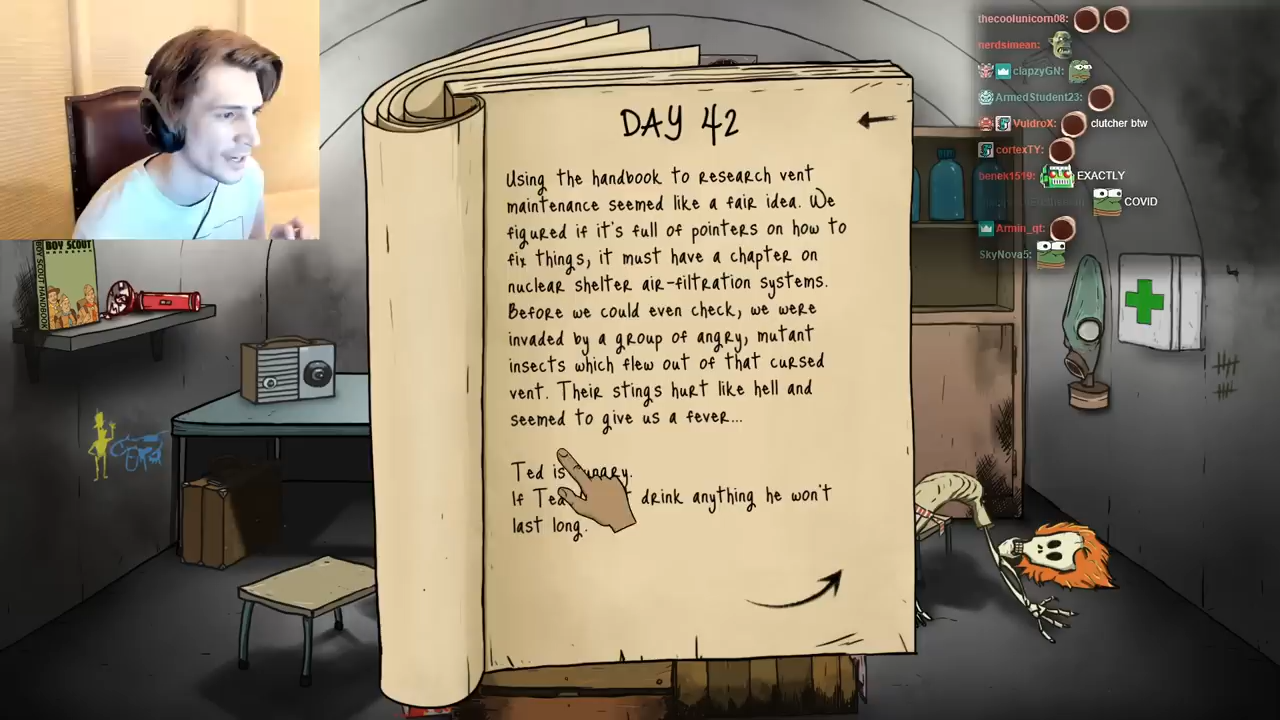 DAY 42
Using the handbook to research vent
maintenance seemed like a fair idea. We
figured if it's full of pointers on how to
fix things, it must have a chapter on
nuclear shelter air-filtration systems.
Before we could even check, we were
invaded by a group of angry, mutant
insects which flew out of that cursed
vent. Their stings hurt like hell and
seemed to give us a fever...
Ted is
If drink anything he won't
last long.
BOY SCOUT
BOY SCOUT HANDBOOK
thecoolunicorn08:
nerdsimean:
clapzyGN:
ArmedStudent23:
VuldroX: clutcher btw
cortexTY:
benek1519: EXACTLY
COVID
Armin_qt:
SkyNova5: